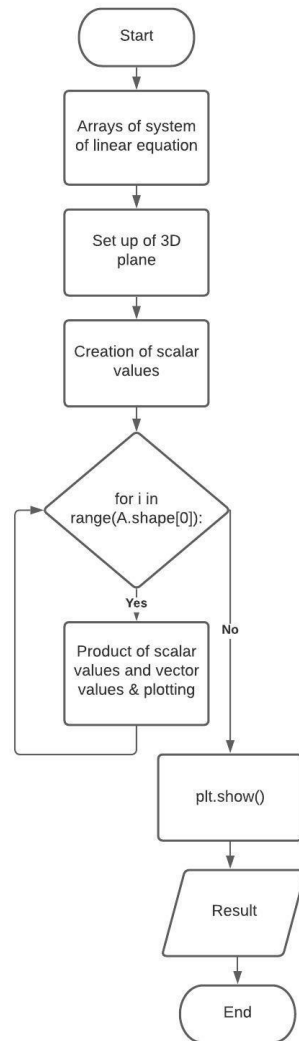 Start
Arrays of system
of linear equation
Set up of 3D
plane
Creation of scalar
values
for i in
range(A.shape[0]):
Yes
No
Product of scalar
values and vector
values & plotting
plt.show()
Result
End